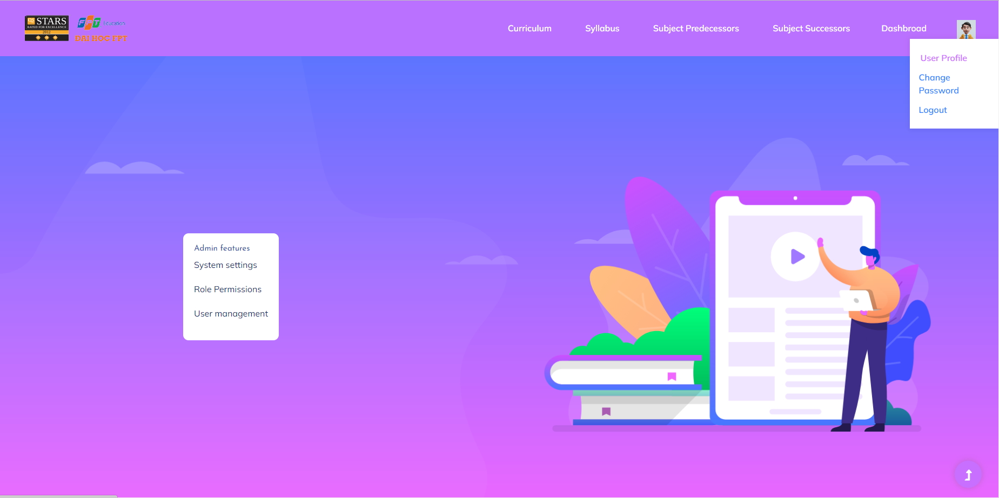 QS STARS
RATED FOR EXCELLENCE
2012
FPT Education
ĐẠI HỌC FPT
Curriculum
Syllabus
Subject Predecessors
Subject Successors
Dashbroad
User Profile
Change
Password
Logout
Admin features
System settings
Role Permissions
User management